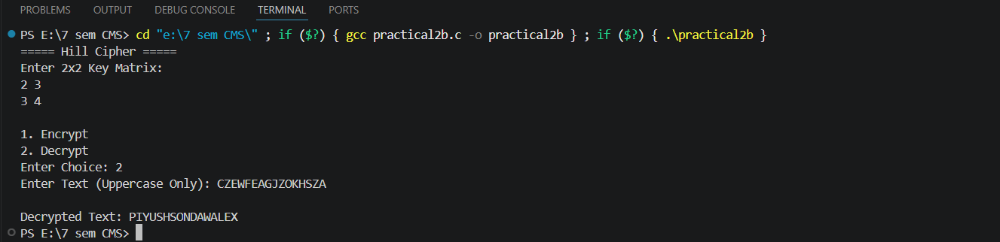 PROBLEMS OUTPUT DEBUG CONSOLE TERMINAL PORTS
PS E:\7 sem CMS> cd "e:\7 sem CMS\" ; if ($?) { gcc practical2b.c -o practical2b } ; if ($?) { .\practical2b }
===== Hill Cipher =====
Enter 2x2 Key Matrix:
2 3
3 4
1. Encrypt
2. Decrypt
Enter Choice: 2
Enter Text (Uppercase Only): CZEWFEAGJZOKHSZA
Decrypted Text: PIYUSHSONDAWALEX
PS E:\7 sem CMS>